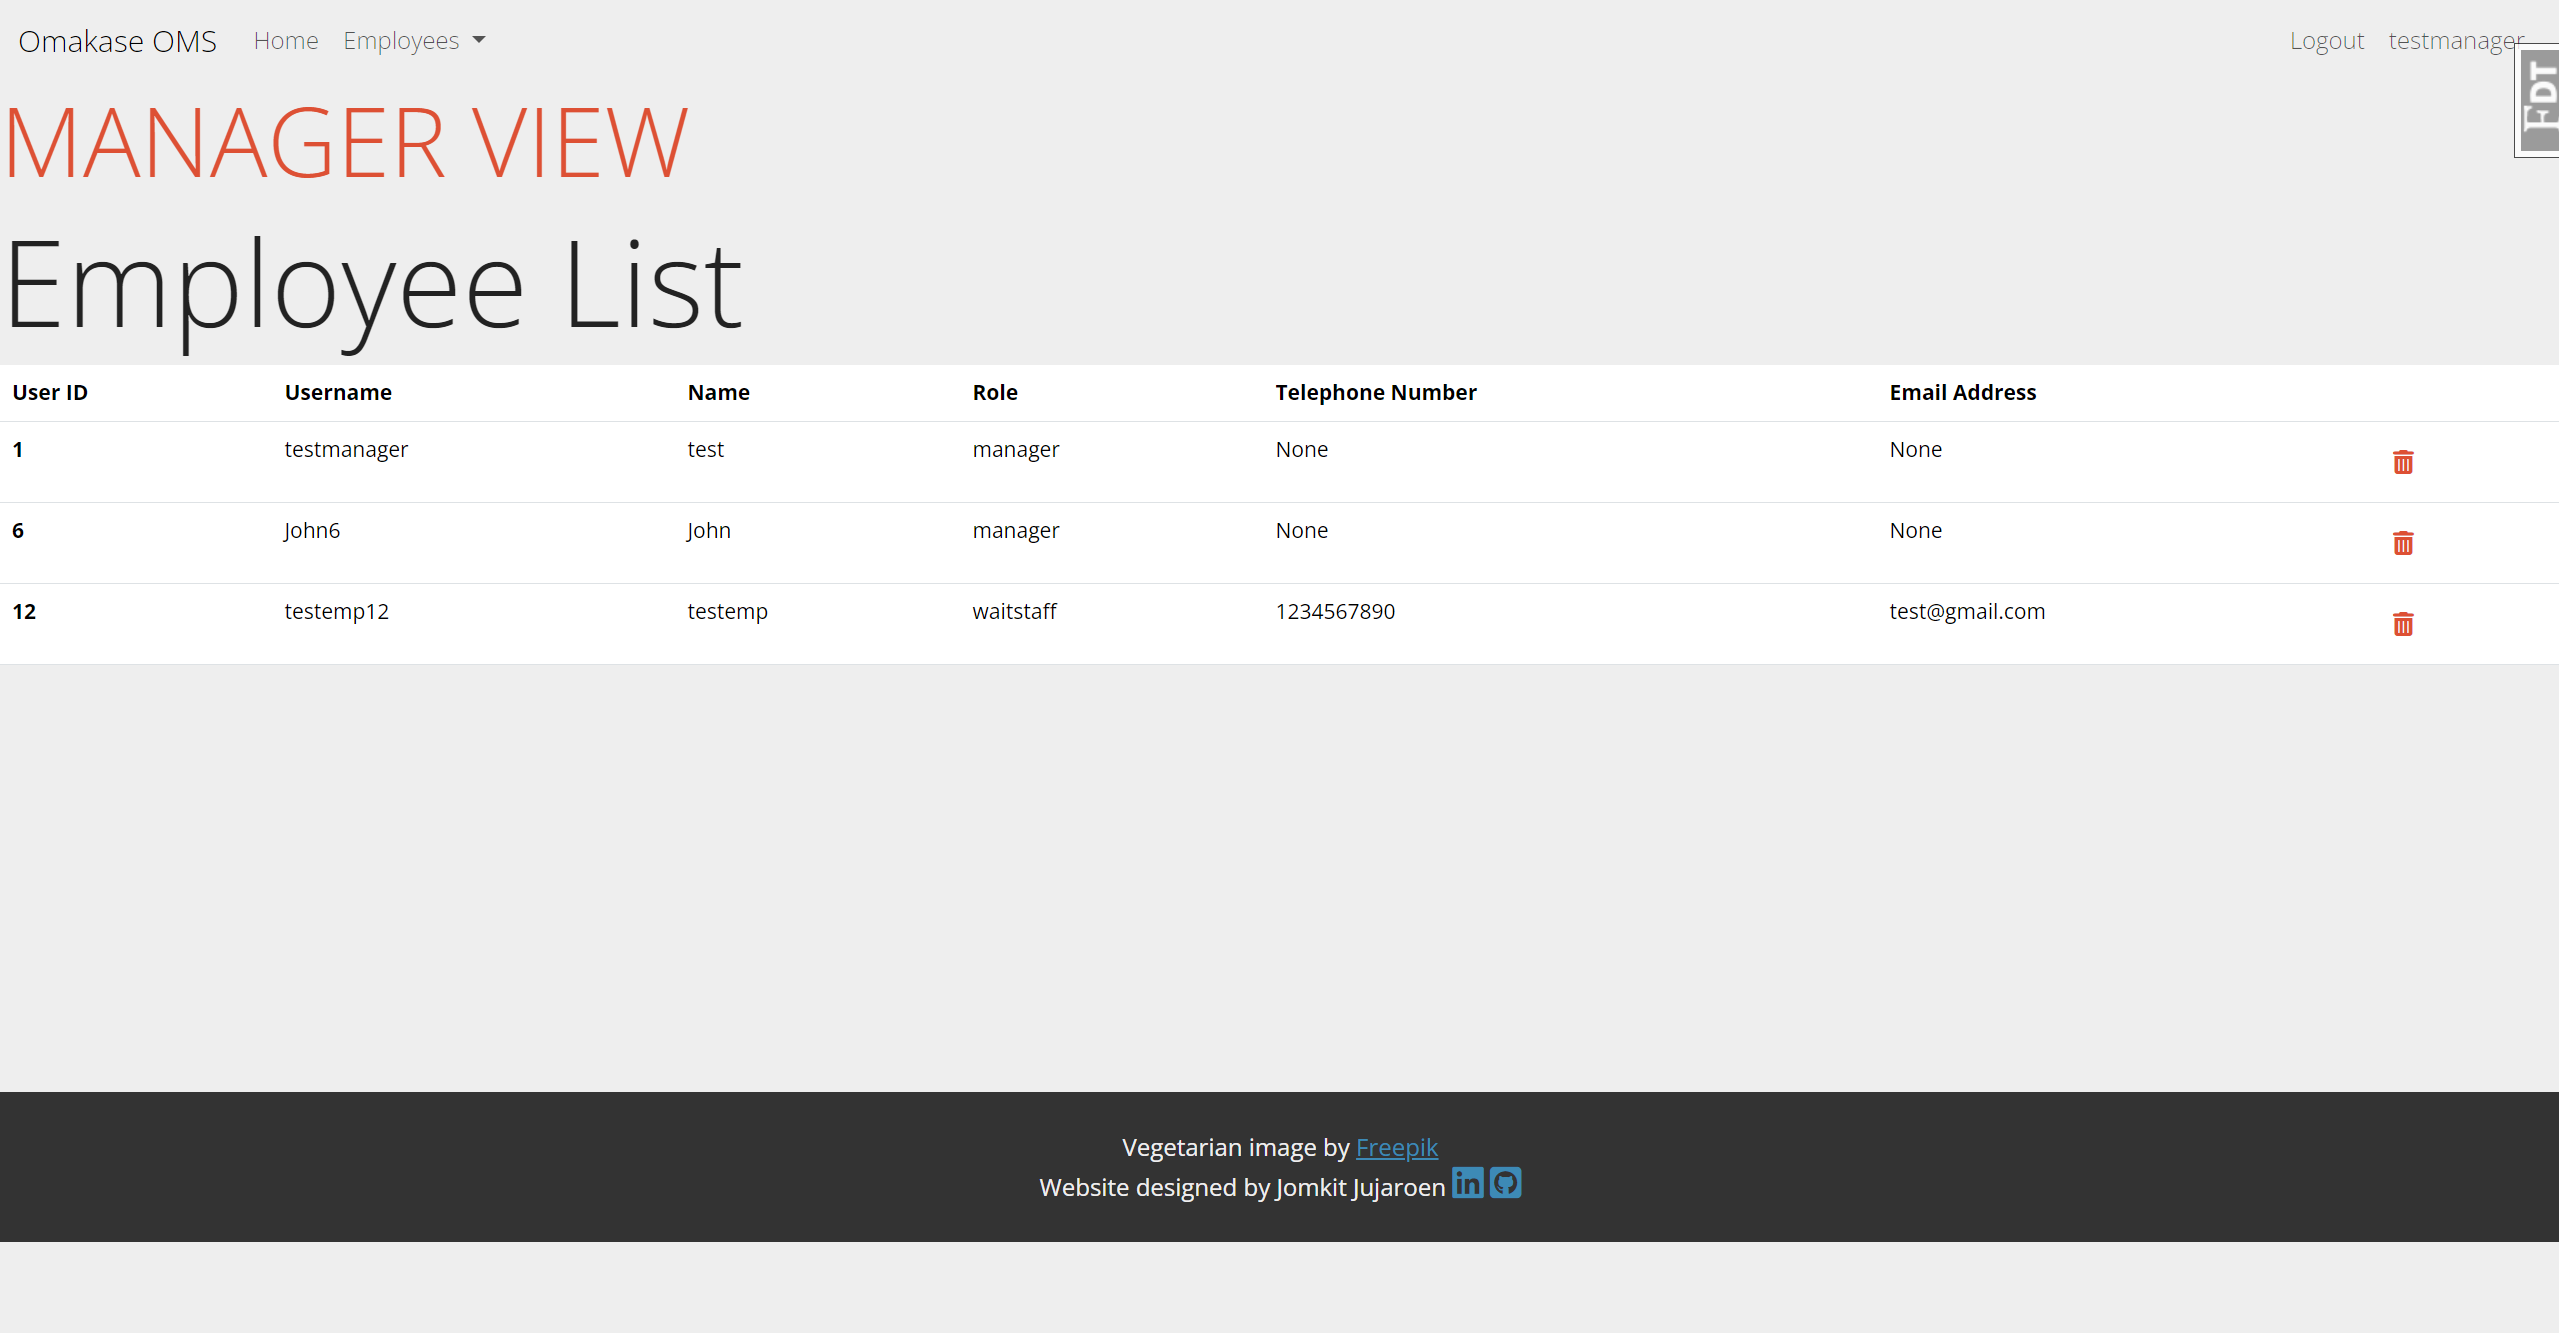 Omakase OMS Home Employees Logout testmanager
FDT
MANAGER VIEW
Employee List
User ID Username Name Role Telephone Number Email Address
1 testmanager test manager None None
6 John6 John manager None None
12 testemp12 testemp waitstaff 1234567890 test@gmail.com
Vegetarian image by Freepik
Website designed by Jomkit Jujaroen in